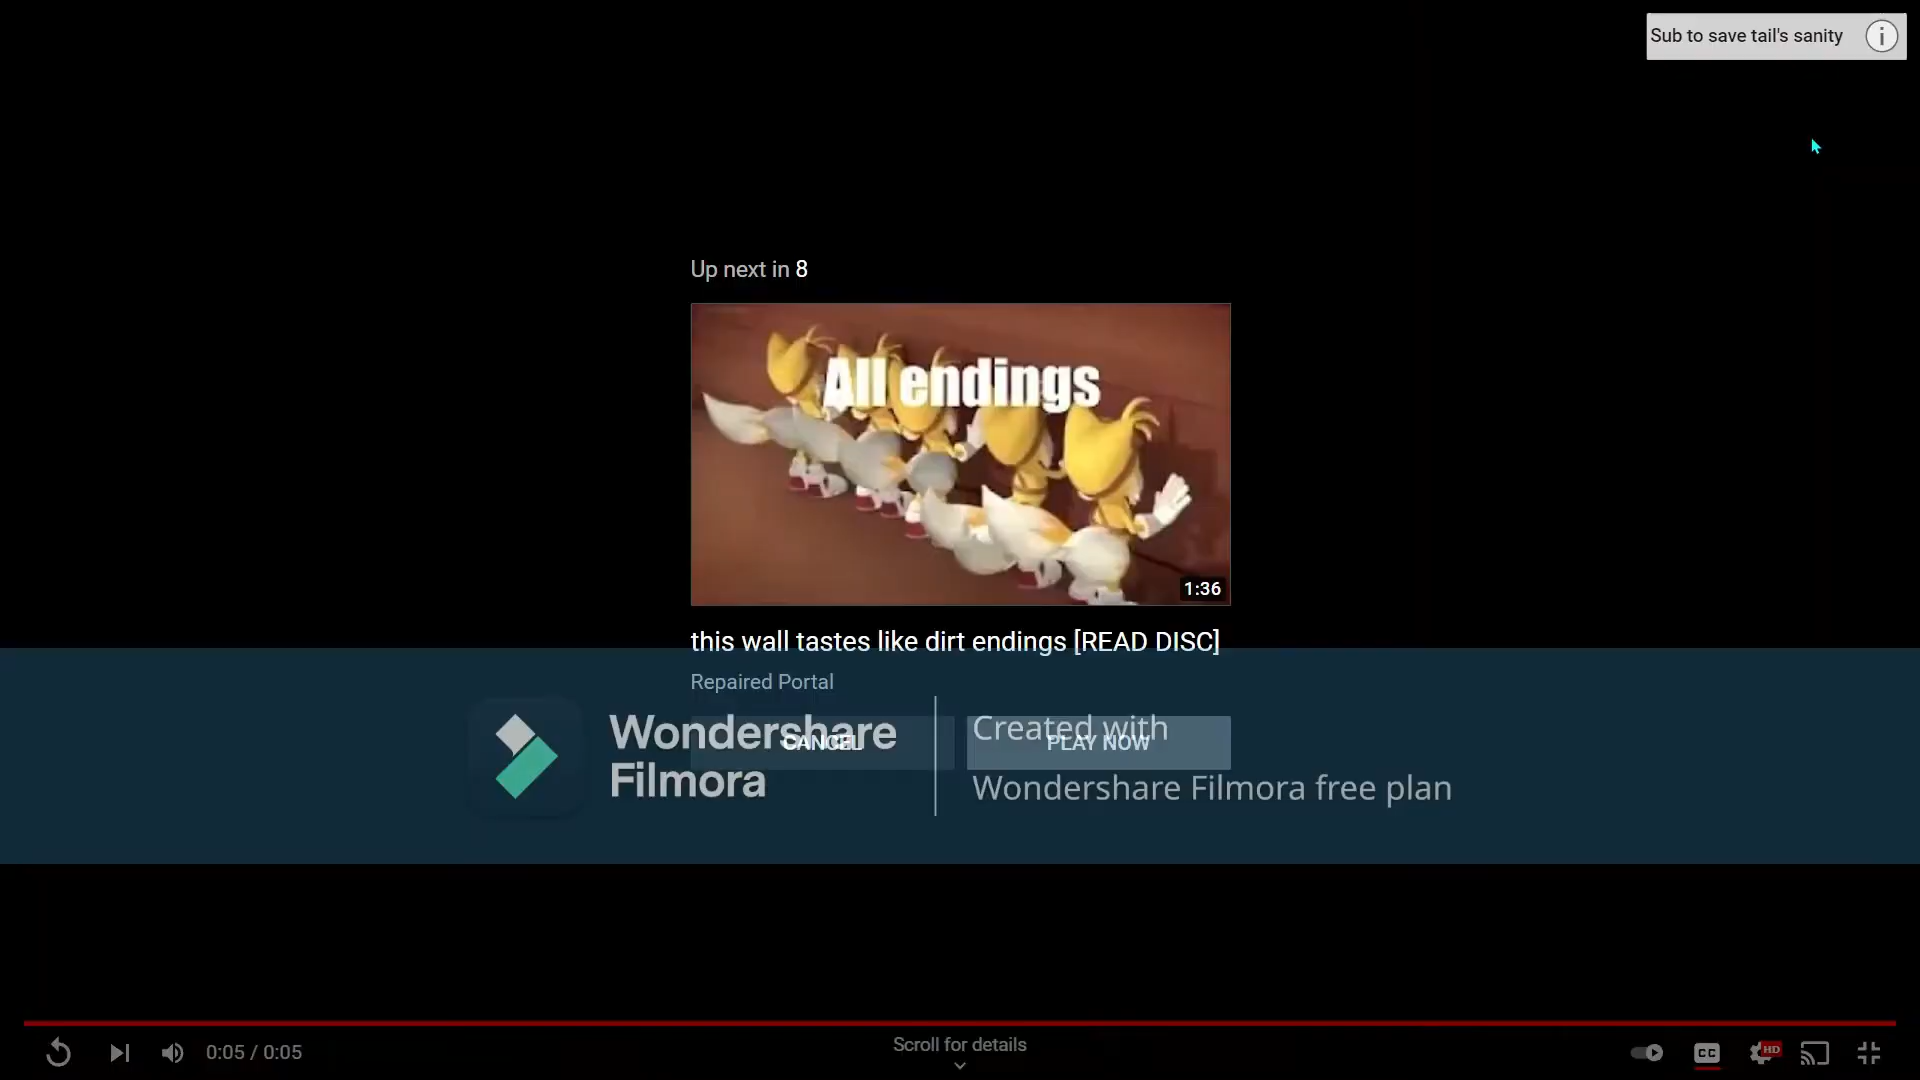 Sub to save tail's sanity
Up next in 8
All endings
1:36
this wall tastes like dirt endings [READ DISC]
Repaired Portal
CANCEL
PLAY NOW
Wondershare
Filmora
Created with
Wondershare Filmora free plan
0:05 / 0:05
Scroll for details
CC
HD